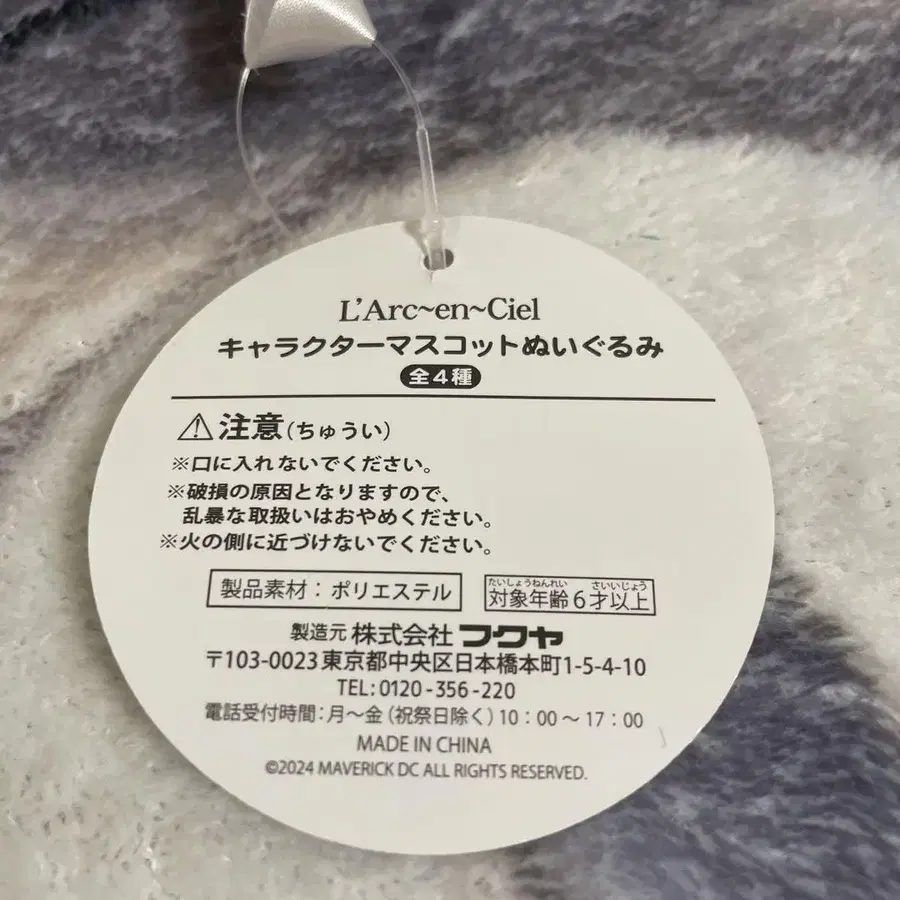 L'Arc~en~Ciel
キャラクターマスコットぬいぐるみ
全4種
注意(ちゅうい)
※口に入れないでください。
※破損の原因となりますので、
乱暴な取扱いはおやめください。
※火の側に近づけないでください。
製品素材：ポリエステル
たいしょうねんれい さいいじょう
対象年齢6才以上
製造元 株式会社 フクヤ
〒103-0023東京都中央区日本橋本町1-5-4-10
TEL:0120-356-220
電話受付時間：月～金(祝祭日除く)10：00～17：00
MADE IN CHINA
©2024 MAVERICK DC ALL RIGHTS RESERVED.